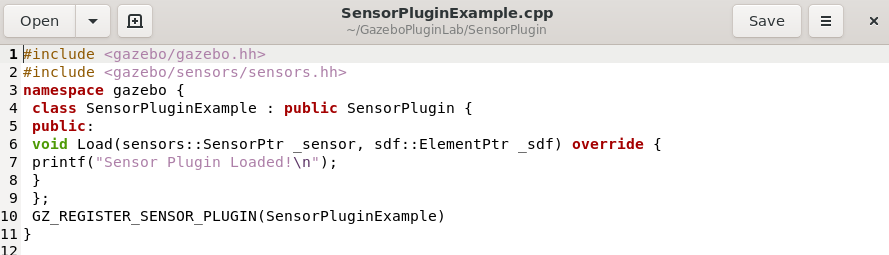 Open
SensorPluginExample.cpp
~/GazeboPluginLab/SensorPlugin
Save
1 #include <gazebo/gazebo.hh>
2 #include <gazebo/sensors/sensors.hh>
3 namespace gazebo {
4 class SensorPluginExample : public SensorPlugin {
5 public:
6 void Load(sensors::SensorPtr _sensor, sdf::ElementPtr _sdf) override {
7 printf("Sensor Plugin Loaded!\n");
8 }
9 };
10 GZ_REGISTER_SENSOR_PLUGIN(SensorPluginExample)
11 }
12